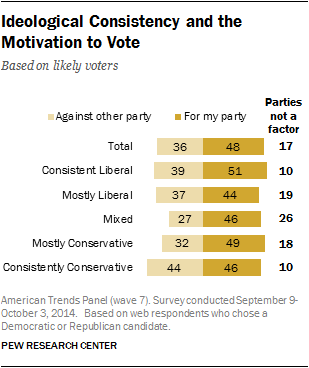 Ideological Consistency and the
Motivation to Vote
Based on likely voters
Against other party For my party Parties not a factor
Total 36 48 17
Consistent Liberal 39 51 10
Mostly Liberal 37 44 19
Mixed 27 46 26
Mostly Conservative 32 49 18
Consistently Conservative 44 46 10
American Trends Panel (wave 7). Survey conducted September 9-
October 3, 2014. Based on web respondents who chose a
Democratic or Republican candidate.
PEW RESEARCH CENTER